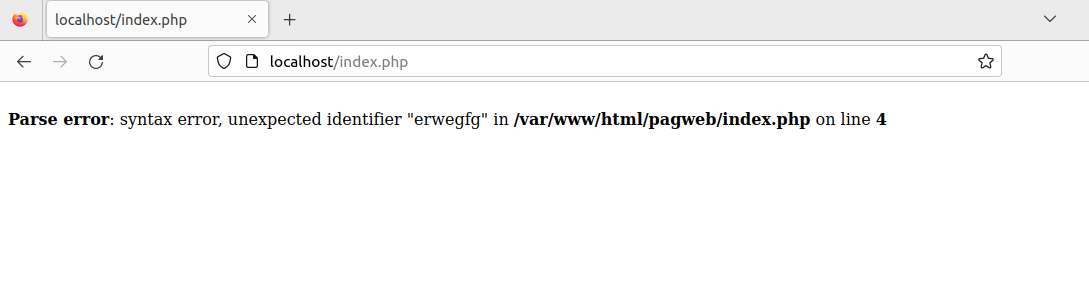 localhost/index.php
localhost/index.php
Parse error: syntax error, unexpected identifier "erwegfg" in /var/www/html/pagweb/index.php on line 4